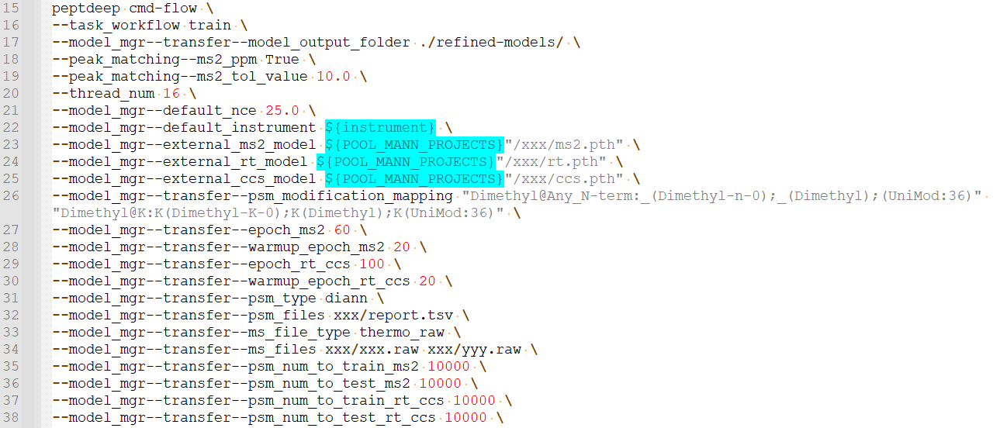 15 peptdeep cmd-flow \
16 --task_workflow train \
17 --model_mgr--transfer--model_output_folder ./refined-models/ \
18 --peak_matching--ms2_ppm True \
19 --peak_matching--ms2_tol_value 10.0 \
20 --thread_num 16 \
21 --model_mgr--default_nce 25.0 \
22 --model_mgr--default_instrument ${instrument} \
23 --model_mgr--external_ms2_model ${POOL_MANN_PROJECTS}"/xxx/ms2.pth" \
24 --model_mgr--external_rt_model ${POOL_MANN_PROJECTS}"/xxx/rt.pth" \
25 --model_mgr--external_ccs_model ${POOL_MANN_PROJECTS}"/xxx/ccs.pth" \
26 --model_mgr--transfer--psm_modification_mapping "Dimethyl@Any_N-term:_(Dimethyl-n-0);_(Dimethyl);(UniMod:36)"
"Dimethyl@K:K(Dimethyl-K-0);K(Dimethyl);K(UniMod:36)" \
27 --model_mgr--transfer--epoch_ms2 60 \
28 --model_mgr--transfer--warmup_epoch_ms2 20 \
29 --model_mgr--transfer--epoch_rt_ccs 100 \
30 --model_mgr--transfer--warmup_epoch_rt_ccs 20 \
31 --model_mgr--transfer--psm_type diann \
32 --model_mgr--transfer--psm_files xxx/report.tsv \
33 --model_mgr--transfer--ms_file_type thermo_raw \
34 --model_mgr--transfer--ms_files xxx/xxx.raw xxx/yyy.raw \
35 --model_mgr--transfer--psm_num_to_train_ms2 10000 \
36 --model_mgr--transfer--psm_num_to_test_ms2 10000 \
37 --model_mgr--transfer--psm_num_to_train_rt_ccs 10000 \
38 --model_mgr--transfer--psm_num_to_test_rt_ccs 10000 \